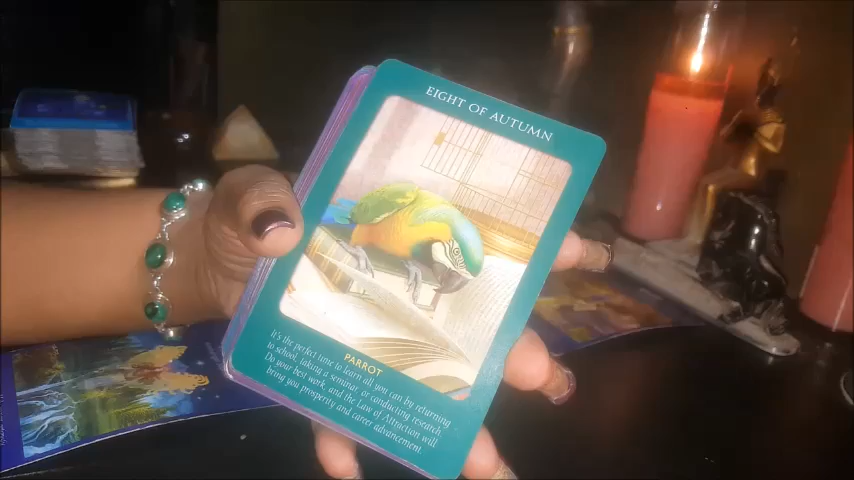 EIGHT OF AUTUMN
PARROT
It's the perfect time to learn all you can by returning
to school, taking a seminar, or conducting research.
Do your best work, and the Law of Attraction will
bring you prosperity and career advancement.